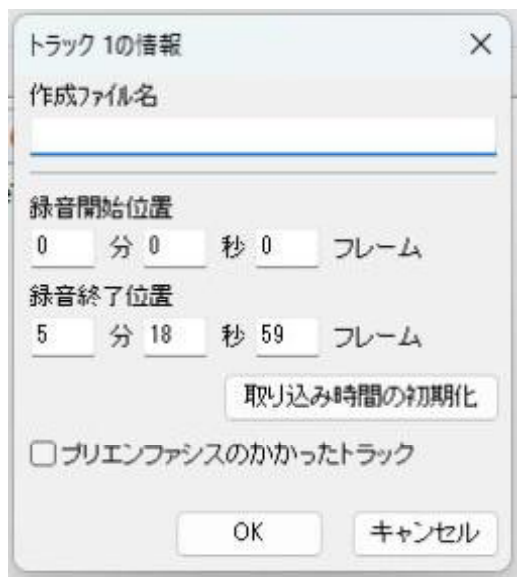 トラック 1の情報
作成ファイル名
録音開始位置
0 分 0 秒 0 フレーム
録音終了位置
5 分 18 秒 59 フレーム
取り込み時間の初期化
プリエンファシスのかかったトラック
OK キャンセル